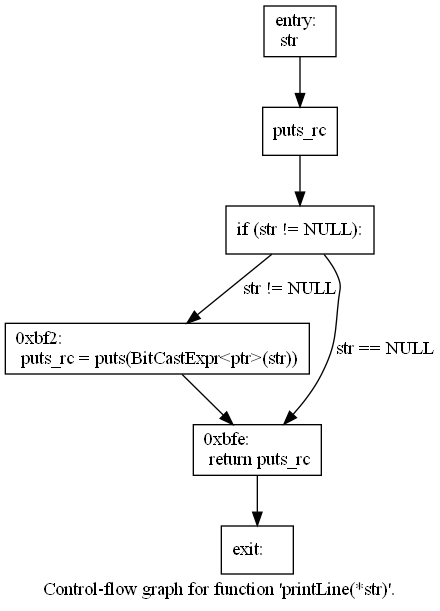 entry:
str
puts_rc
if (str != NULL):
str != NULL
0xbf2:
puts_rc = puts(BitCastExpr<ptr>(str))
str == NULL
0xbfe:
return puts_rc
exit:
Control-flow graph for function 'printLine(*str)'.